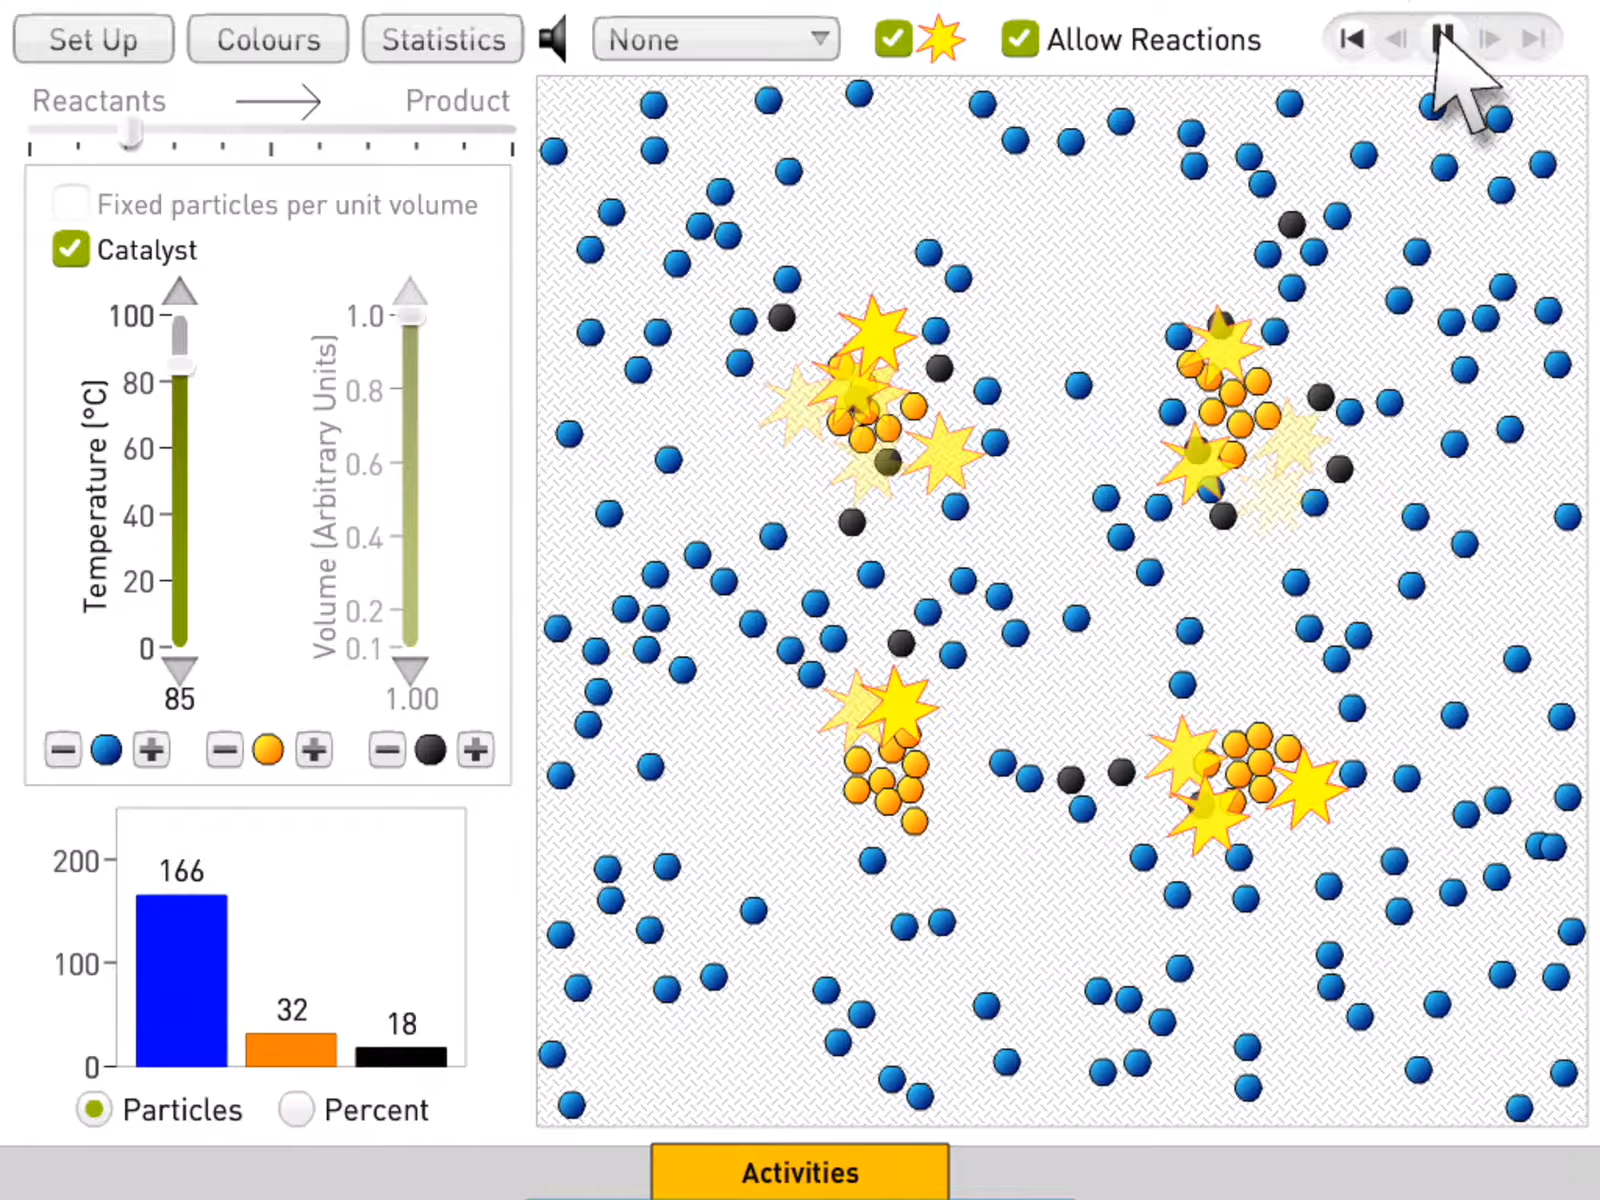 Set Up
Colours
Statistics
None
Allow Reactions
Reactants
Product
Fixed particles per unit volume
Catalyst
Temperature (°C)
100
80
60
40
20
0
85
Volume (Arbitrary Units)
1.0
0.8
0.6
0.4
0.2
0.1
1.00
200
100
0
166
32
18
Particles
Percent
Activities